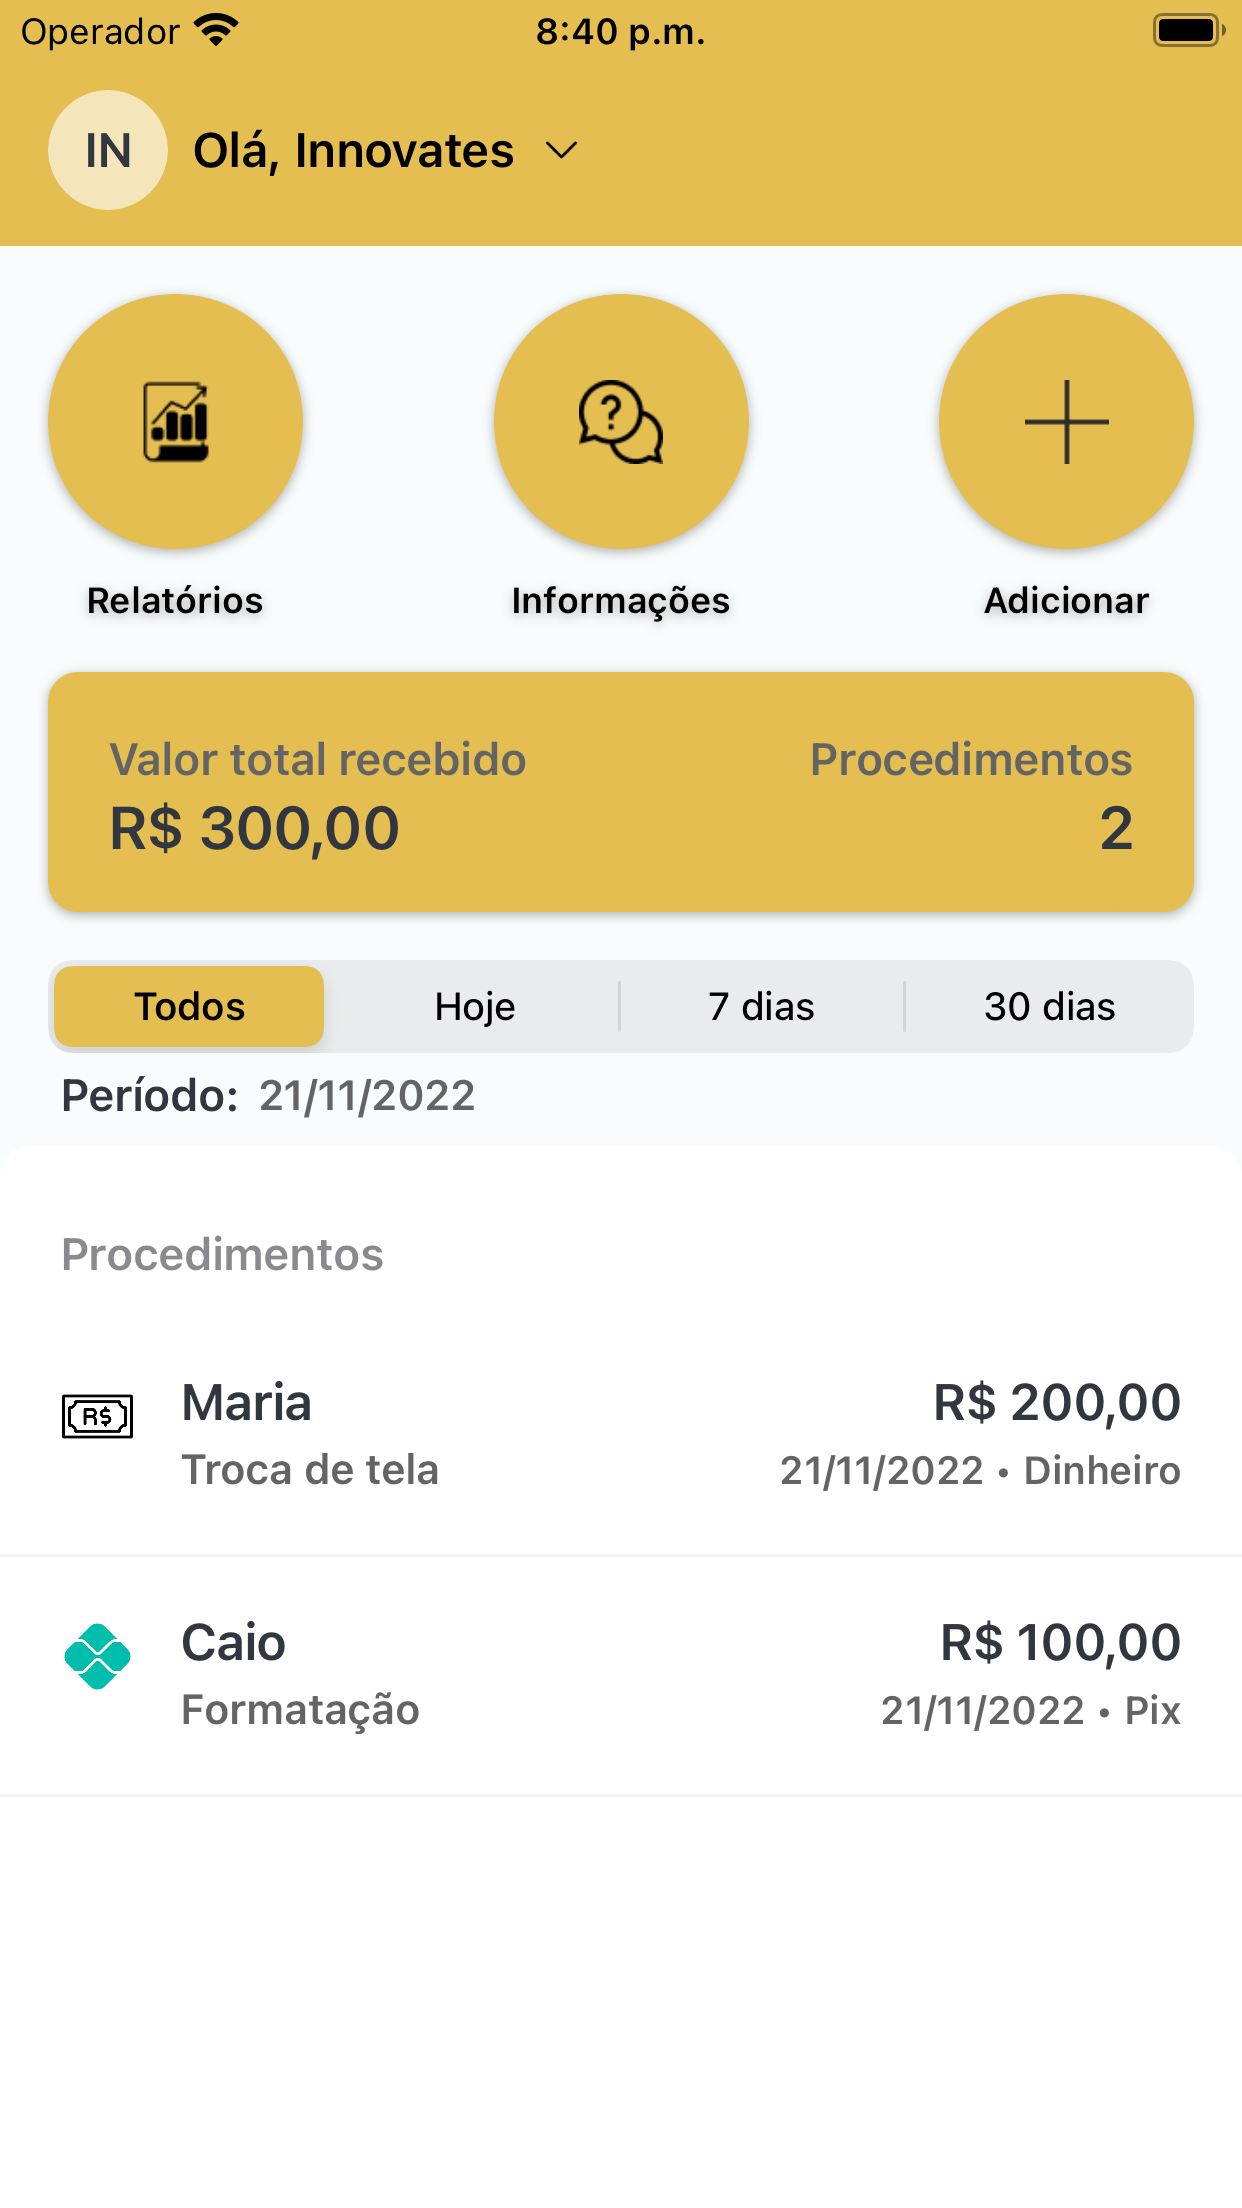 Operador 8:40 p.m.
IN Olá, Innovates
Relatórios Informações Adicionar
Valor total recebido Procedimentos
R$ 300,00 2
Todos Hoje 7 dias 30 dias
Período: 21/11/2022
Procedimentos
R$ Maria R$ 200,00
Troca de tela 21/11/2022 • Dinheiro
Caio R$ 100,00
Formatação 21/11/2022 • Pix